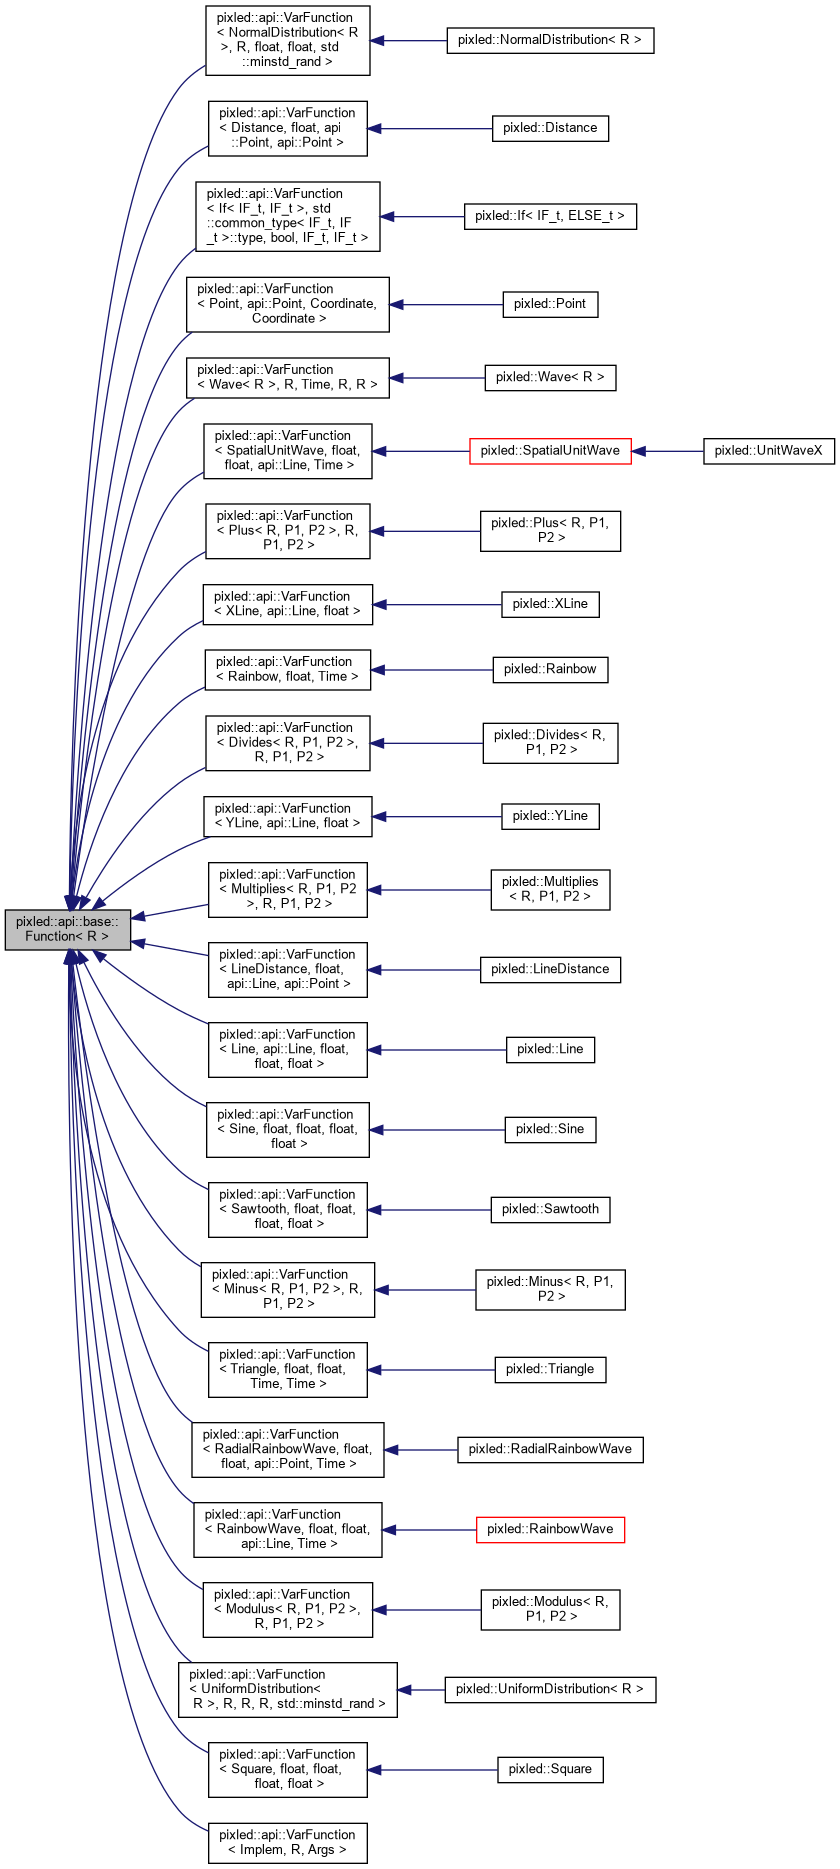 pixled::api::VarFunction
< NormalDistribution< R
>, R, float, float, std
::minstd_rand >
pixled::NormalDistribution< R >
pixled::api::VarFunction
< Distance, float, api
::Point, api::Point >
pixled::Distance
pixled::api::VarFunction
< If< IF_t, IF_t >, std
::common_type< IF_t, IF
_t >::type, bool, IF_t, IF_t >
pixled::If< IF_t, ELSE_t >
pixled::api::VarFunction
< Point, api::Point, Coordinate,
Coordinate >
pixled::Point
pixled::api::VarFunction
< Wave< R >, R, Time, R, R >
pixled::Wave< R >
pixled::api::VarFunction
< SpatialUnitWave, float,
float, api::Line, Time >
pixled::SpatialUnitWave
pixled::UnitWaveX
pixled::api::VarFunction
< Plus< R, P1, P2 >, R,
P1, P2 >
pixled::Plus< R, P1,
P2 >
pixled::api::VarFunction
< XLine, api::Line, float >
pixled::XLine
pixled::api::VarFunction
< Rainbow, float, Time >
pixled::Rainbow
pixled::api::VarFunction
< Divides< R, P1, P2 >,
R, P1, P2 >
pixled::Divides< R,
P1, P2 >
pixled::api::VarFunction
< YLine, api::Line, float >
pixled::YLine
pixled::api::VarFunction
< Multiplies< R, P1, P2
>, R, P1, P2 >
pixled::Multiplies
< R, P1, P2 >
pixled::api::base::
Function< R >
pixled::api::VarFunction
< LineDistance, float,
api::Line, api::Point >
pixled::LineDistance
pixled::api::VarFunction
< Line, api::Line, float,
float, float >
pixled::Line
pixled::api::VarFunction
< Sine, float, float, float,
float >
pixled::Sine
pixled::api::VarFunction
< Sawtooth, float, float,
float, float >
pixled::Sawtooth
pixled::api::VarFunction
< Minus< R, P1, P2 >, R,
P1, P2 >
pixled::Minus< R, P1,
P2 >
pixled::api::VarFunction
< Triangle, float, float,
Time, Time >
pixled::Triangle
pixled::api::VarFunction
< RadialRainbowWave, float,
float, api::Point, Time >
pixled::RadialRainbowWave
pixled::api::VarFunction
< RainbowWave, float, float,
api::Line, Time >
pixled::RainbowWave
pixled::api::VarFunction
< Modulus< R, P1, P2 >,
R, P1, P2 >
pixled::Modulus< R,
P1, P2 >
pixled::api::VarFunction
< UniformDistribution<
R >, R, R, R, std::minstd_rand >
pixled::UniformDistribution< R >
pixled::api::VarFunction
< Square, float, float,
float, float >
pixled::Square
pixled::api::VarFunction
< Implem, R, Args >